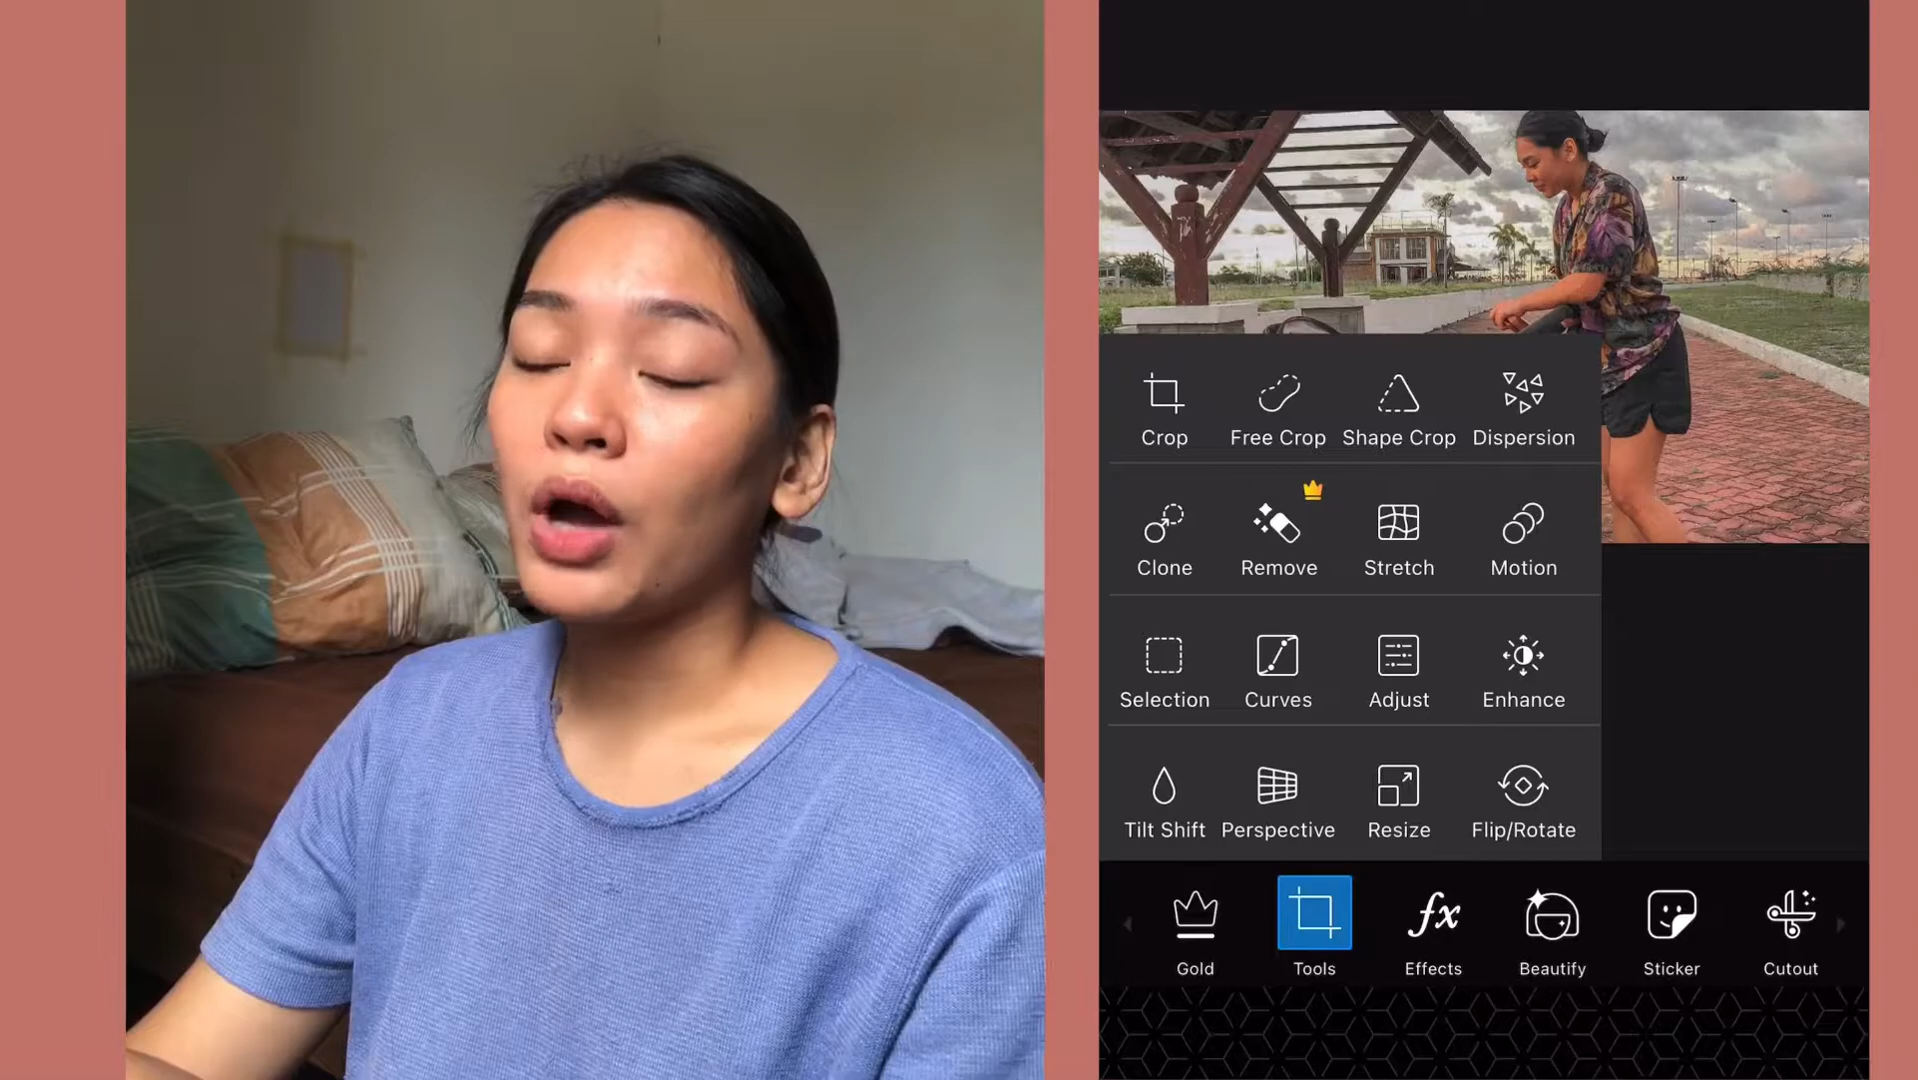 Crop Free Crop Shape Crop Dispersion
Clone Remove Stretch Motion
Selection Curves Adjust Enhance
Tilt Shift Perspective Resize Flip/Rotate
fx
Gold Tools Effects Beautify Sticker Cutout